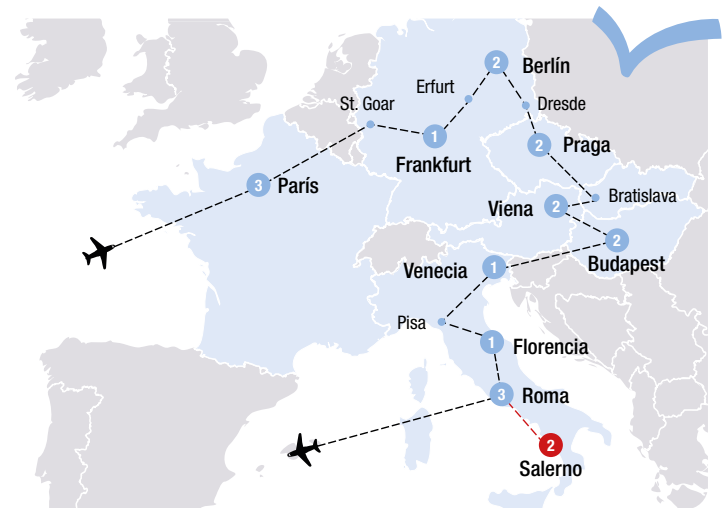 2
Berlín
Erfurt
St. Goar
Dresde
1
Frankfurt
2
Praga
3
París
Bratislava
Viena
2
2
Budapest
Venecia
1
Pisa
1
Florencia
3
Roma
2
Salerno